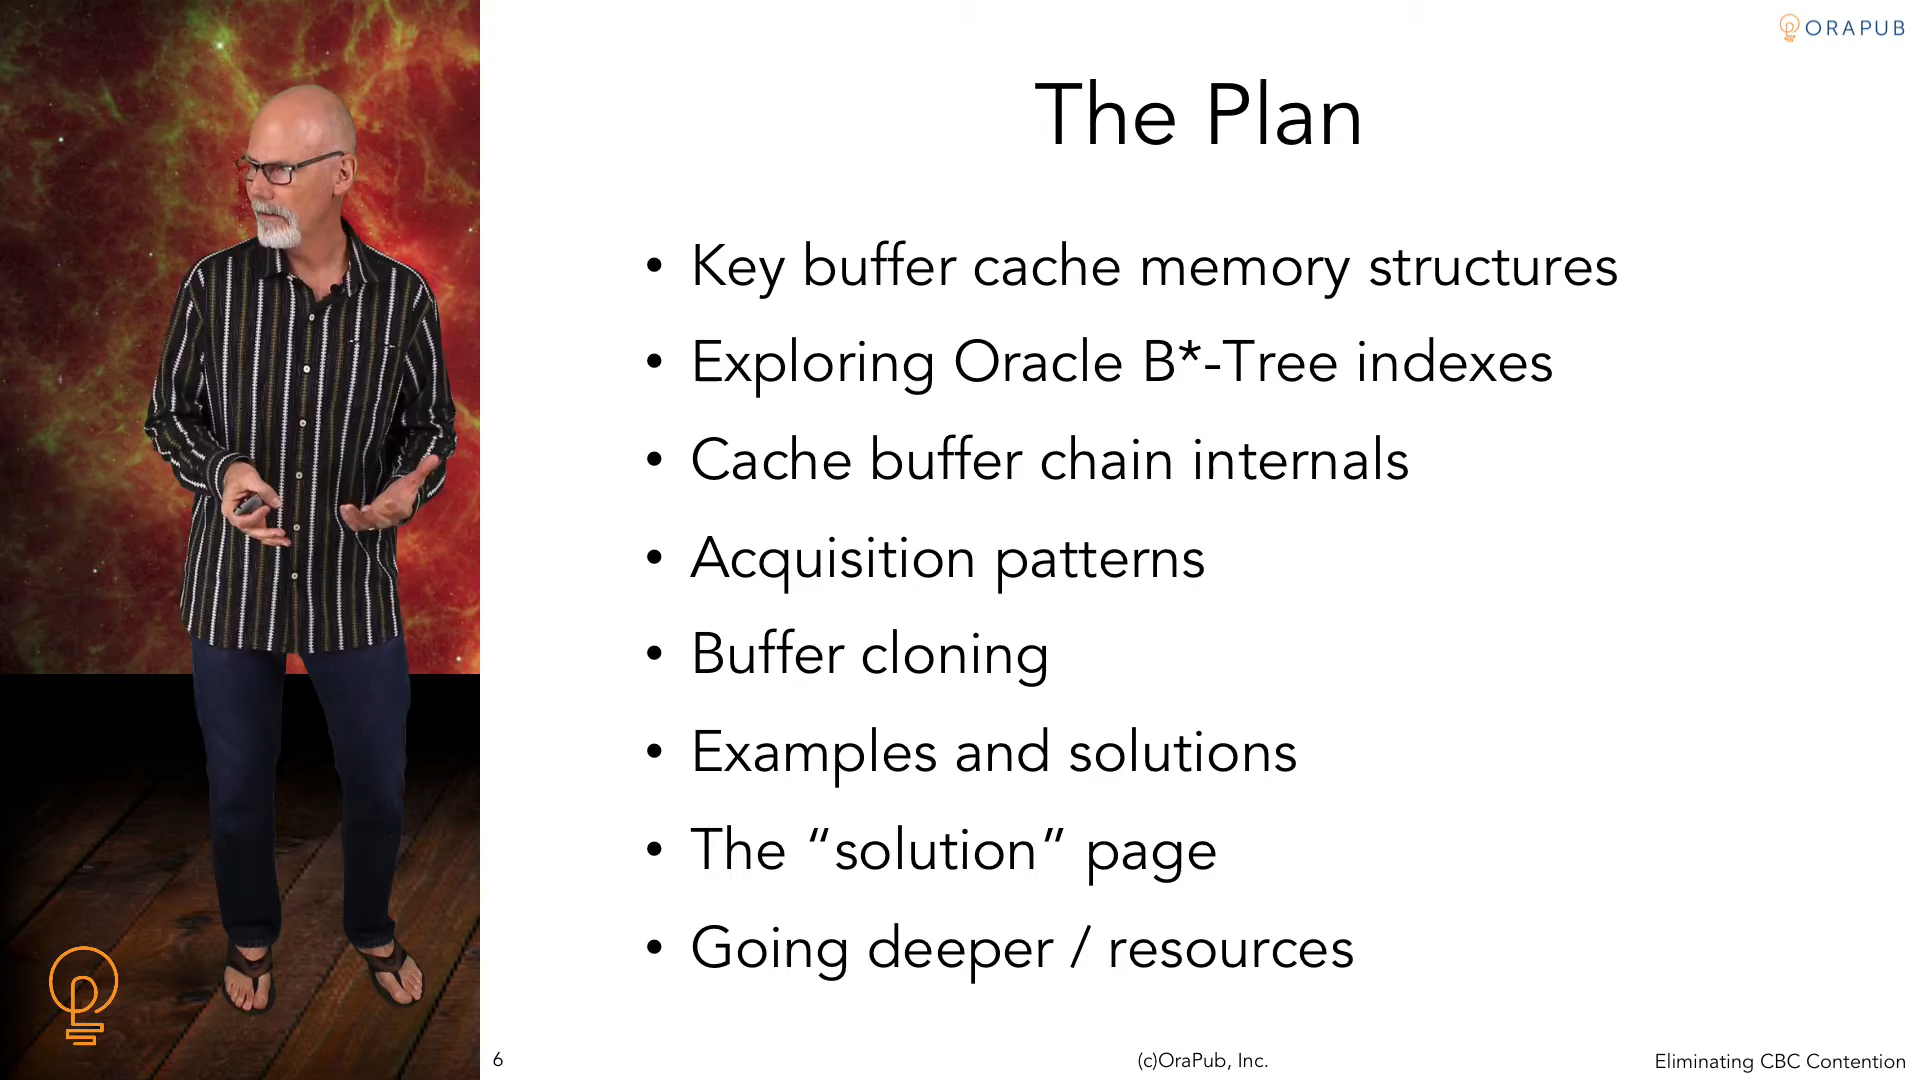 ORAPUB
The Plan
• Key buffer cache memory structures
• Exploring Oracle B*-Tree indexes
• Cache buffer chain internals
• Acquisition patterns
• Buffer cloning
• Examples and solutions
• The “solution” page
• Going deeper / resources
6
(c)OraPub, Inc.
Eliminating CBC Contention